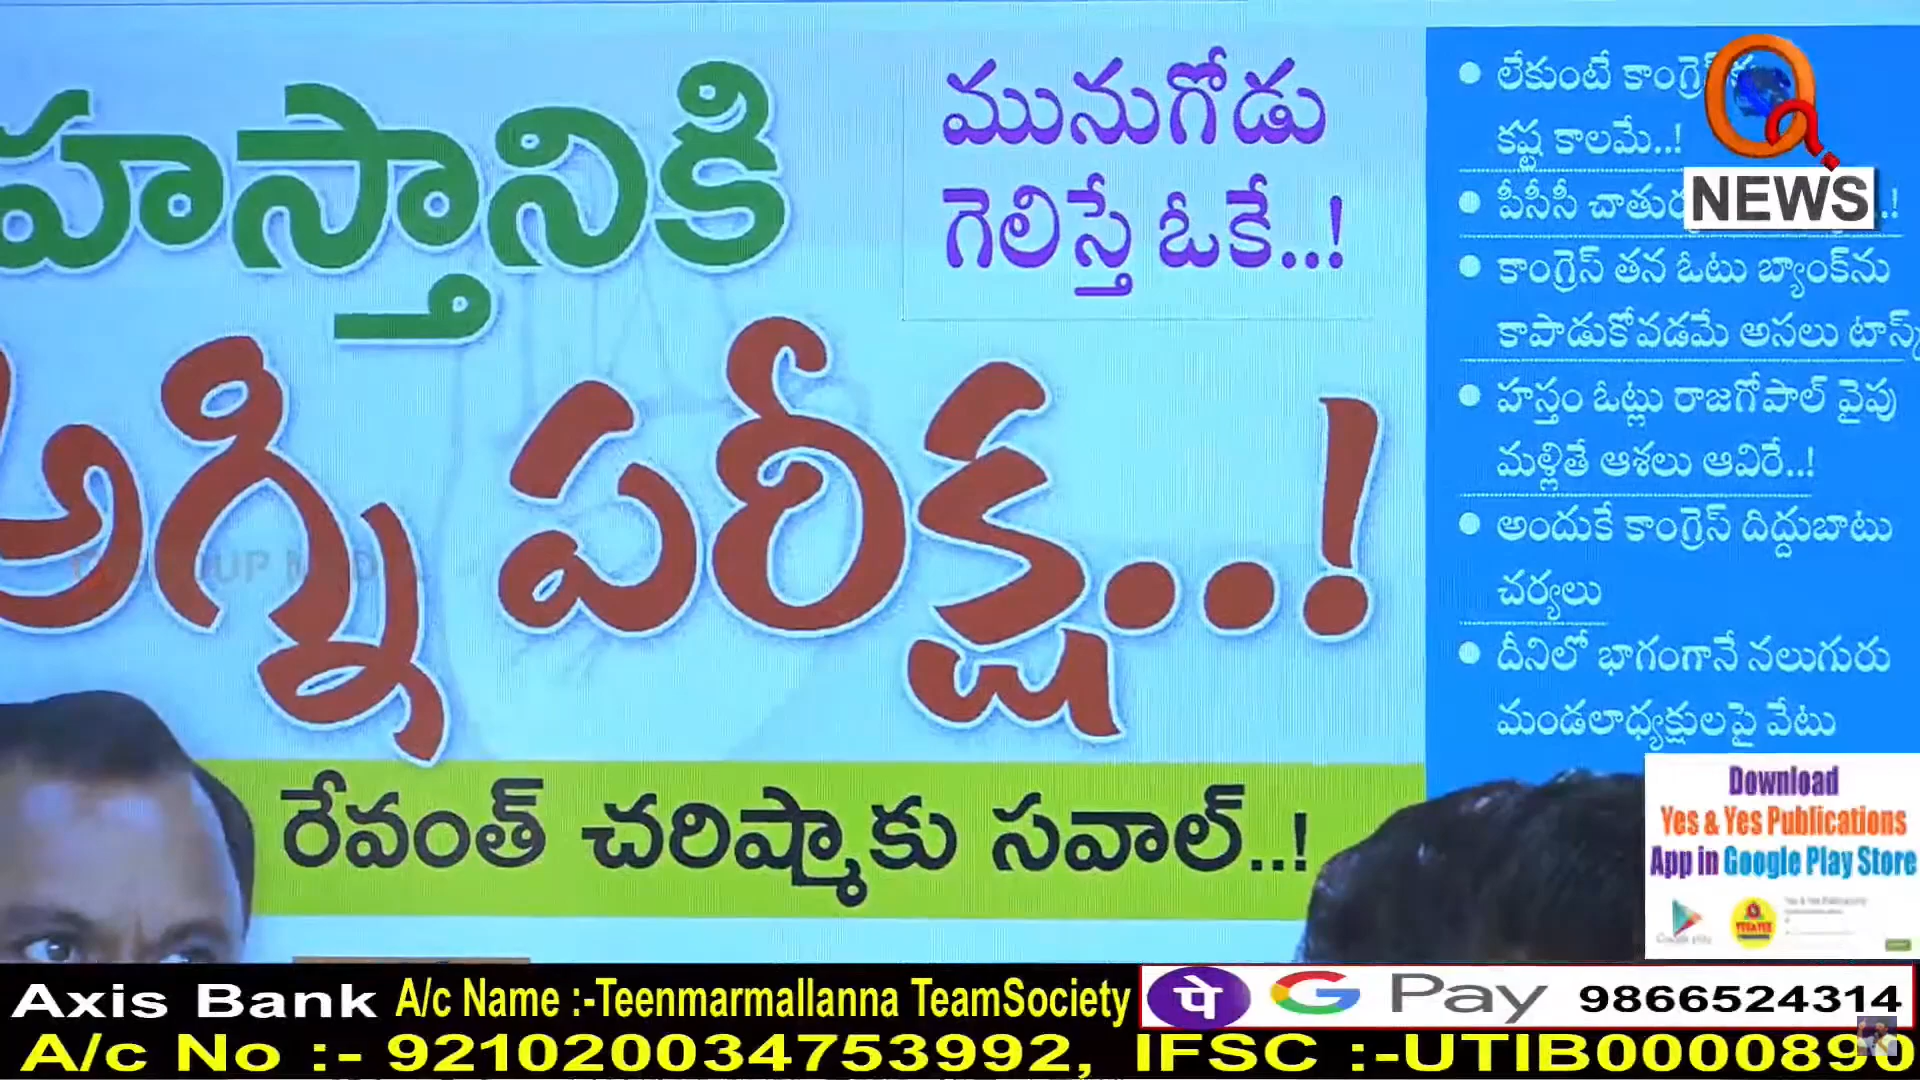 హస్తానికి
అగ్ని పరీక్ష..!
మునుగోడు
గెలిస్తే ఓకే..!
రేవంత్ చరిష్మాకు సవాల్..!
• లేకుంటే
కష్ట కాలమే..!
• పీసీసీ
• కాంగ్రెస్ తన ఓటు బ్యాంక్‌ను
కాపాడుకోవడమే అసలు టాస్క్
• హస్తం ఓట్లు రాజగోపాల్ వైపు
మళ్లితే ఆశలు ఆవిరే..!
• అందుకే కాంగ్రెస్ దిద్దుబాటు
చర్యలు
• దీనిలో భాగంగానే నలుగురు
మండలాధ్యక్షులపై వేటు
Q
NEWS
Download
Yes & Yes Publications
App in Google Play Store
Axis Bank A/c Name :-Teenmarmallanna TeamSociety
पे G Pay 9866524314
A/c No :- 921020034753992, IFSC :-UTIB0000890